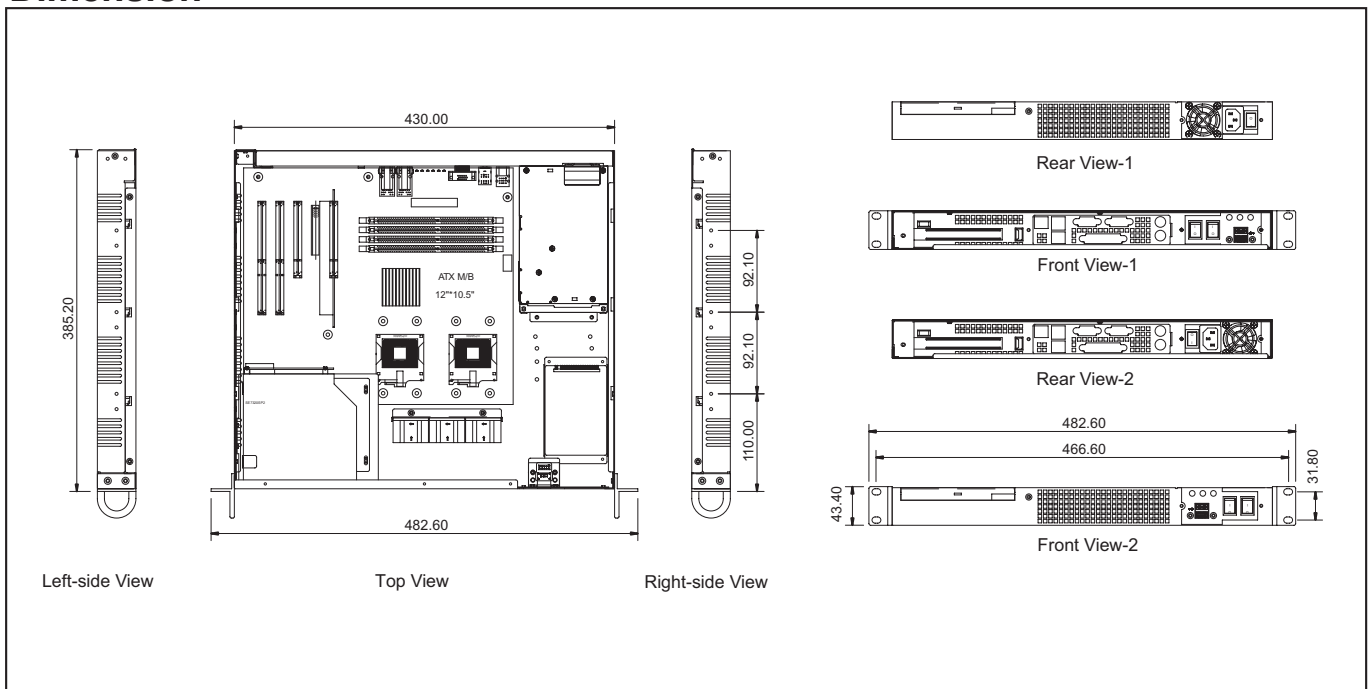 Dimension
430.00
385.20
ATX M/B
12"*10.5"
482.60
92.10
92.10
110.00
Left-side View
Top View
Right-side View
Rear View-1
Front View-1
Rear View-2
482.60
466.60
31.80
43.40
Front View-2